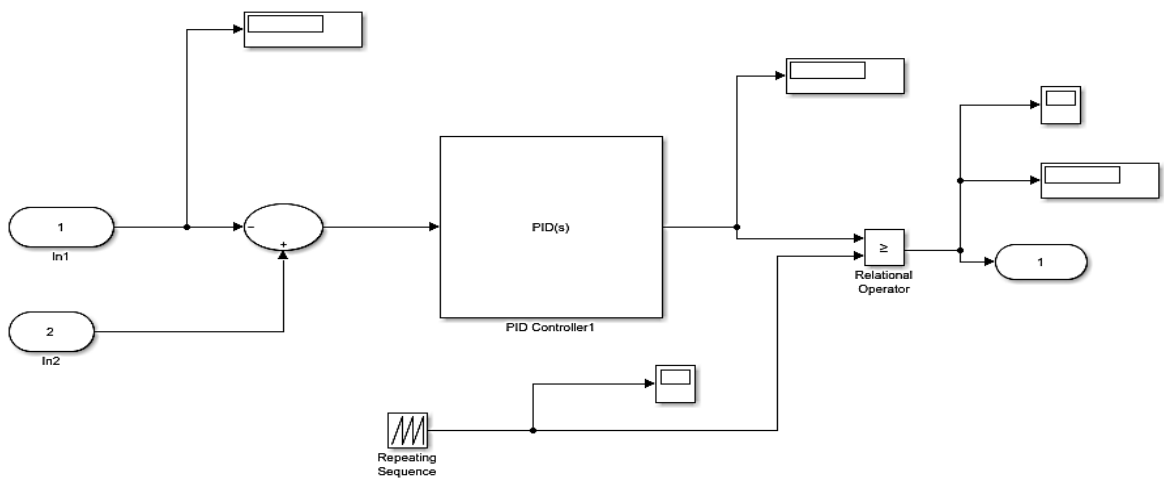 1
In1
−
+
2
In2
PID(s)
PID Controller1
≥
Relational
Operator
1
Repeating
Sequence